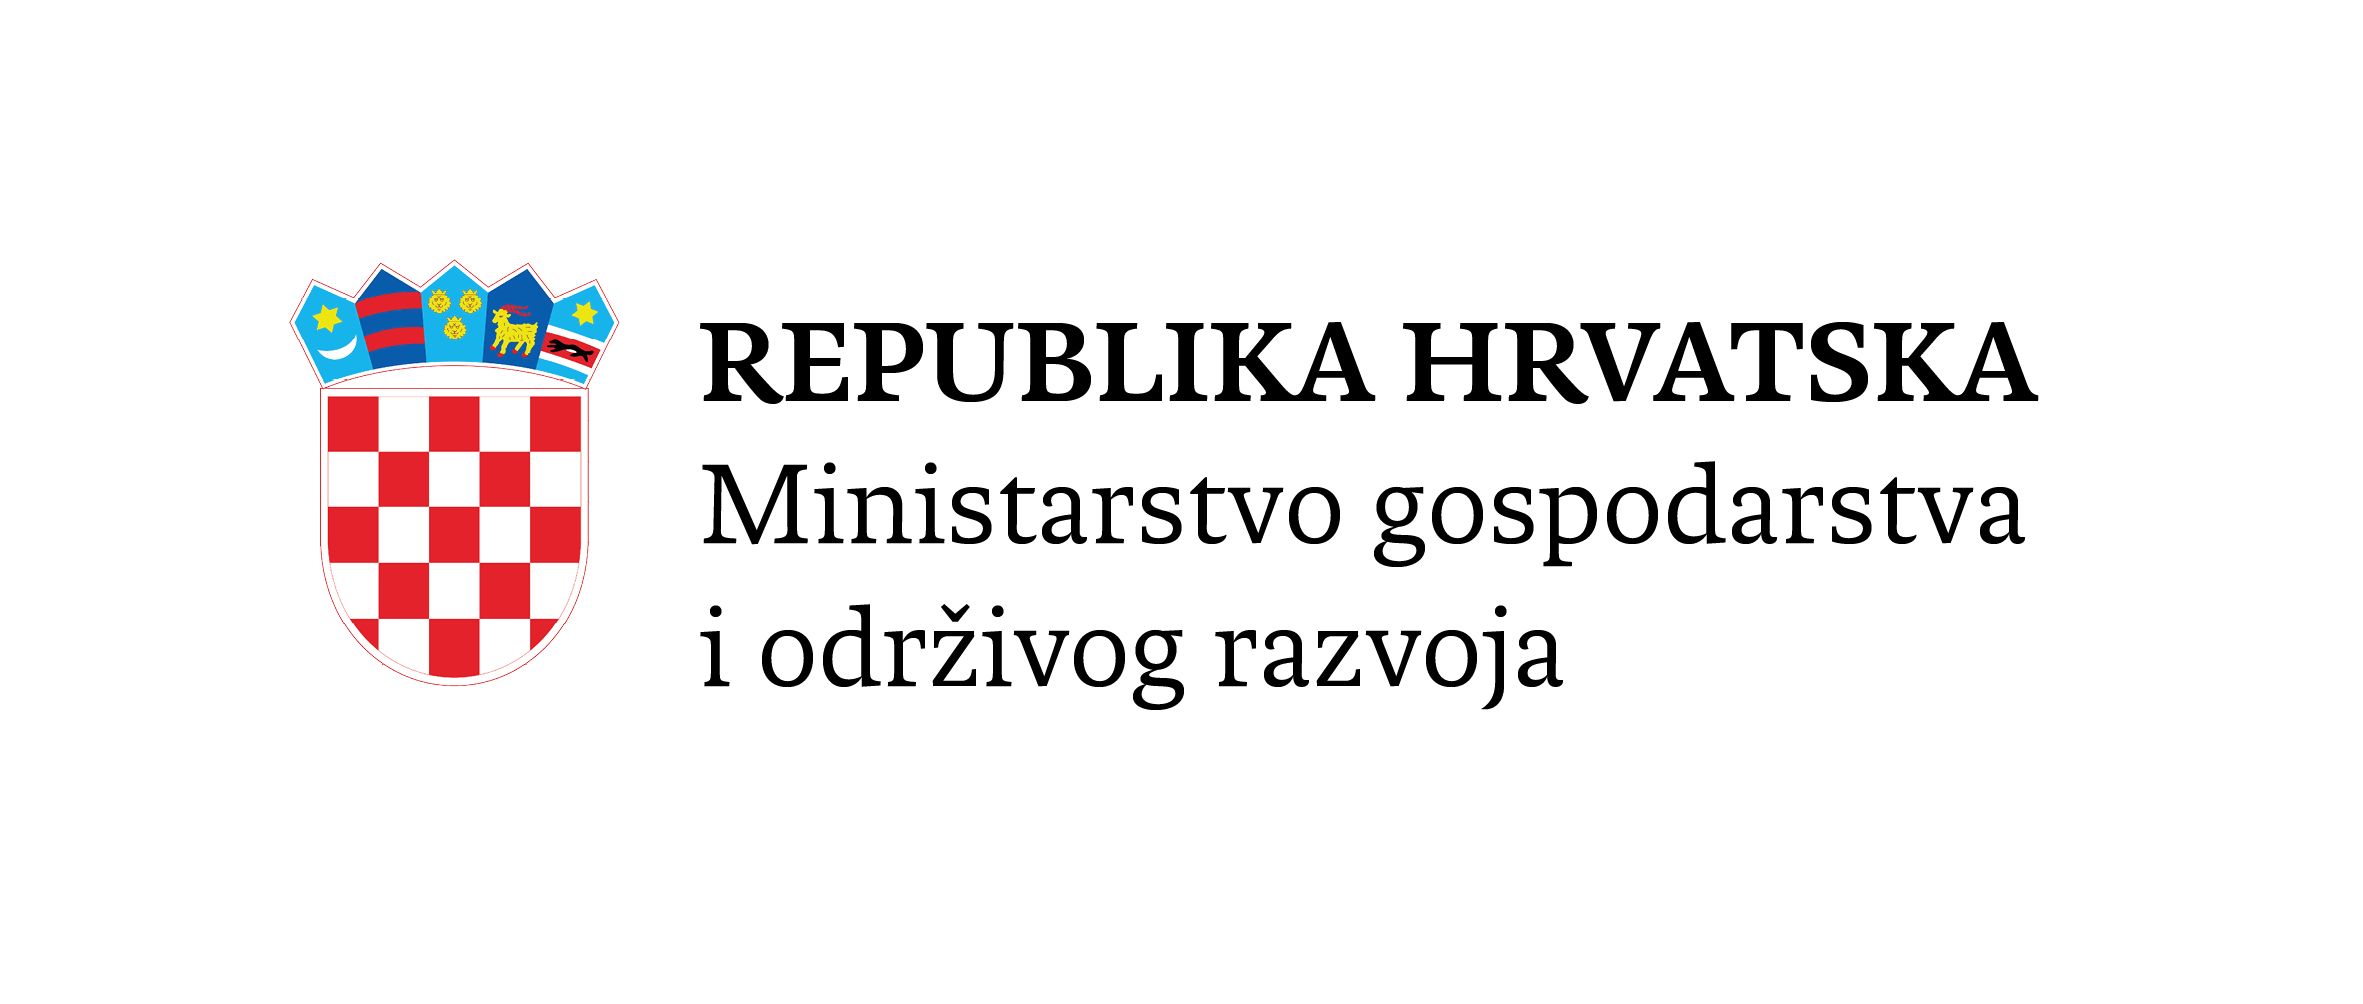 REPUBLIKA HRVATSKA
Ministarstvo gospodarstva
i održivog razvoja